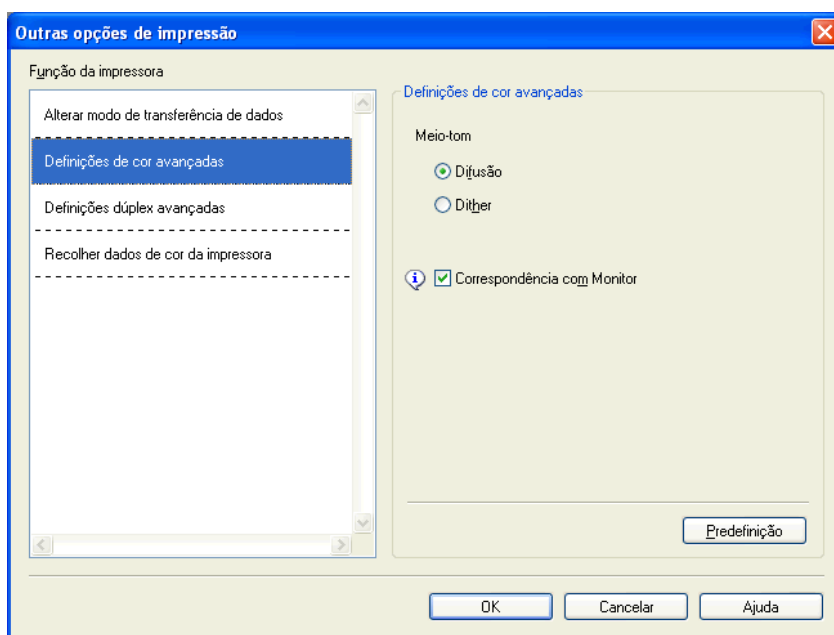 Outras opções de impressão
Função da impressora
Alterar modo de transferência de dados
Definições de cor avançadas
Definições dúplex avançadas
Recolher dados de cor da impressora
Definições de cor avançadas
Meio-tom
Difusão
Dither
Correspondência com Monitor
Predefinição
OK
Cancelar
Ajuda